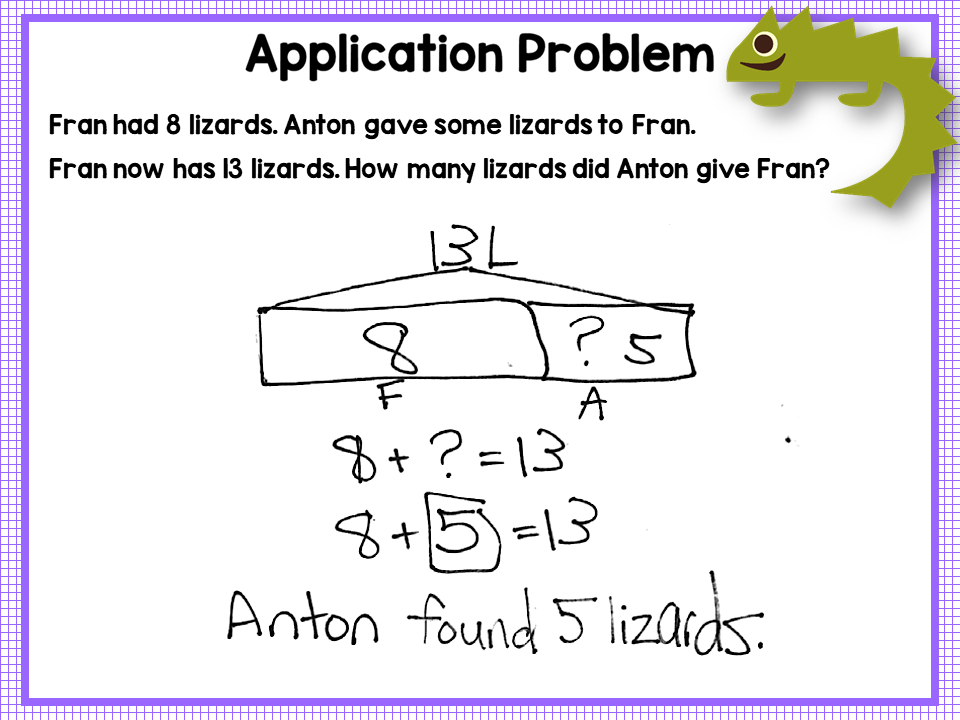 Application Problem
Fran had 8 lizards. Anton gave some lizards to Fran.
Fran now has 13 lizards. How many lizards did Anton give Fran?
13 L
8 ? 5
F A
8 + ? = 13
8 + 5 = 13
Anton found 5 lizards.